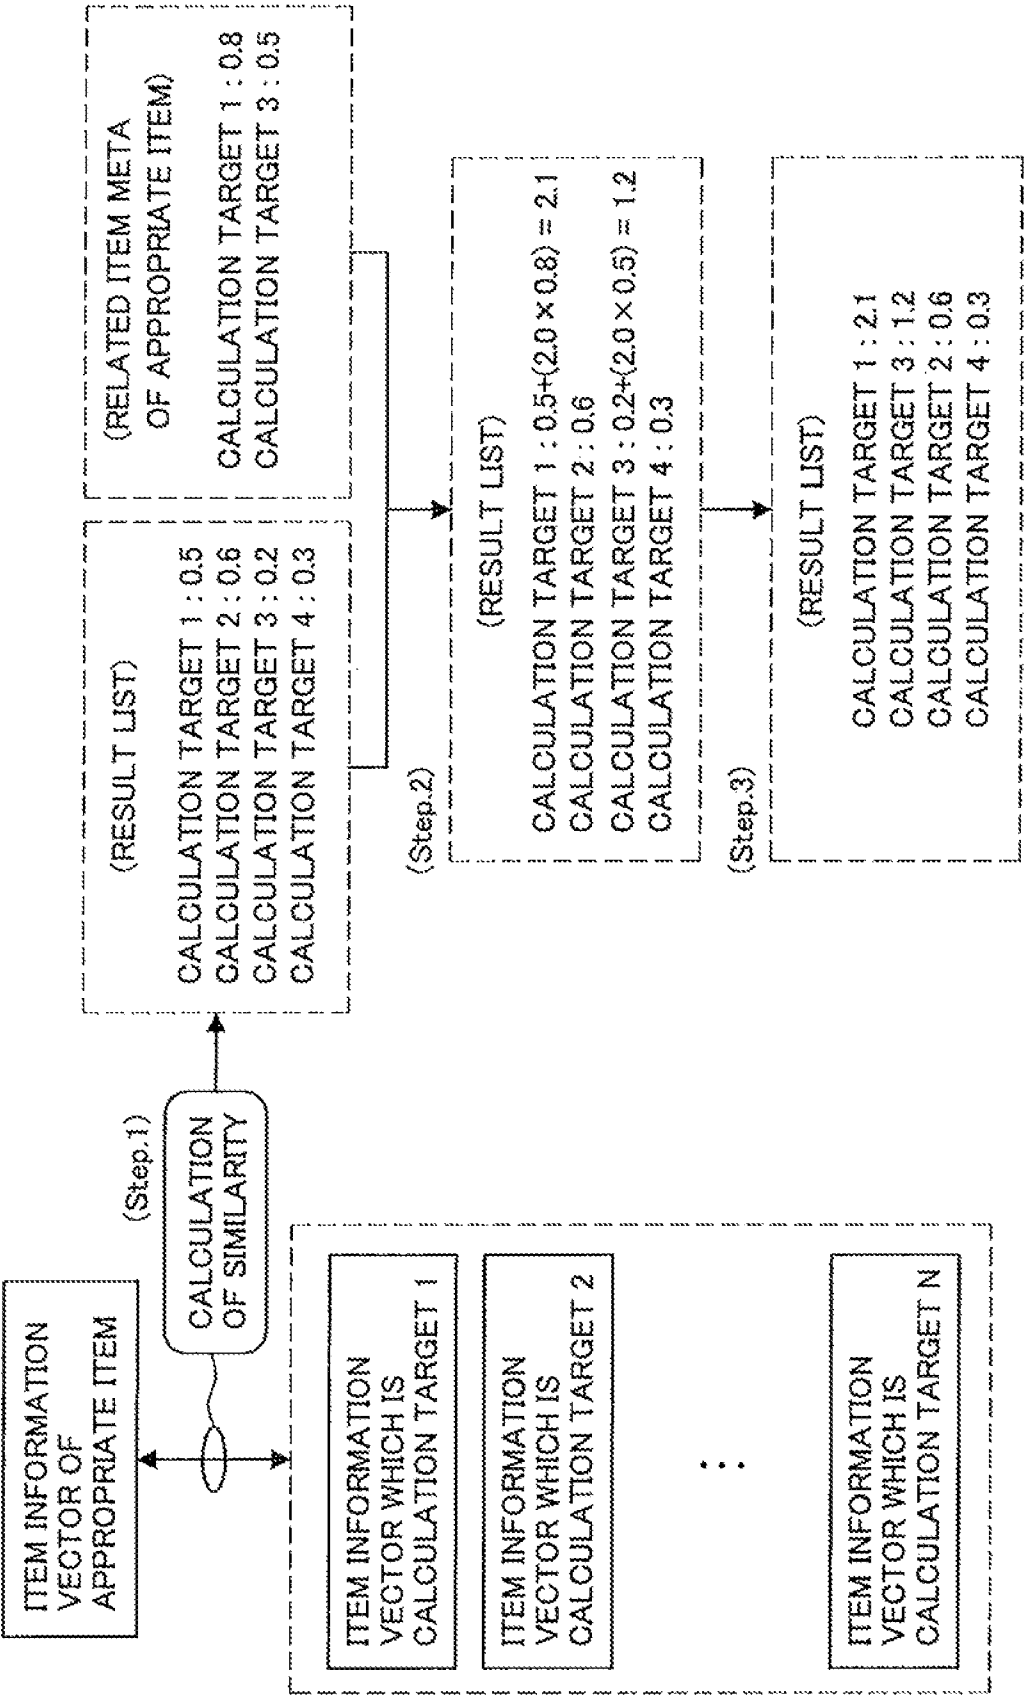 ITEM INFORMATION
VECTOR OF
APPROPRIATE ITEM
(Step.1)
CALCULATION
OF SIMILARITY
ITEM INFORMATION
VECTOR WHICH IS
CALCULATION TARGET 1
ITEM INFORMATION
VECTOR WHICH IS
CALCULATION TARGET 2
...
ITEM INFORMATION
VECTOR WHICH IS
CALCULATION TARGET N
(RESULT LIST)
CALCULATION TARGET 1 : 0.5
CALCULATION TARGET 2 : 0.6
CALCULATION TARGET 3 : 0.2
CALCULATION TARGET 4 : 0.3
(RELATED ITEM META
OF APPROPRIATE ITEM)
CALCULATION TARGET 1 : 0.8
CALCULATION TARGET 3 : 0.5
(Step.2)
(RESULT LIST)
CALCULATION TARGET 1 : 0.5+(2.0 × 0.8) = 2.1
CALCULATION TARGET 2 : 0.6
CALCULATION TARGET 3 : 0.2+(2.0 × 0.5) = 1.2
CALCULATION TARGET 4 : 0.3
(Step.3)
(RESULT LIST)
CALCULATION TARGET 1 : 2.1
CALCULATION TARGET 3 : 1.2
CALCULATION TARGET 2 : 0.6
CALCULATION TARGET 4 : 0.3